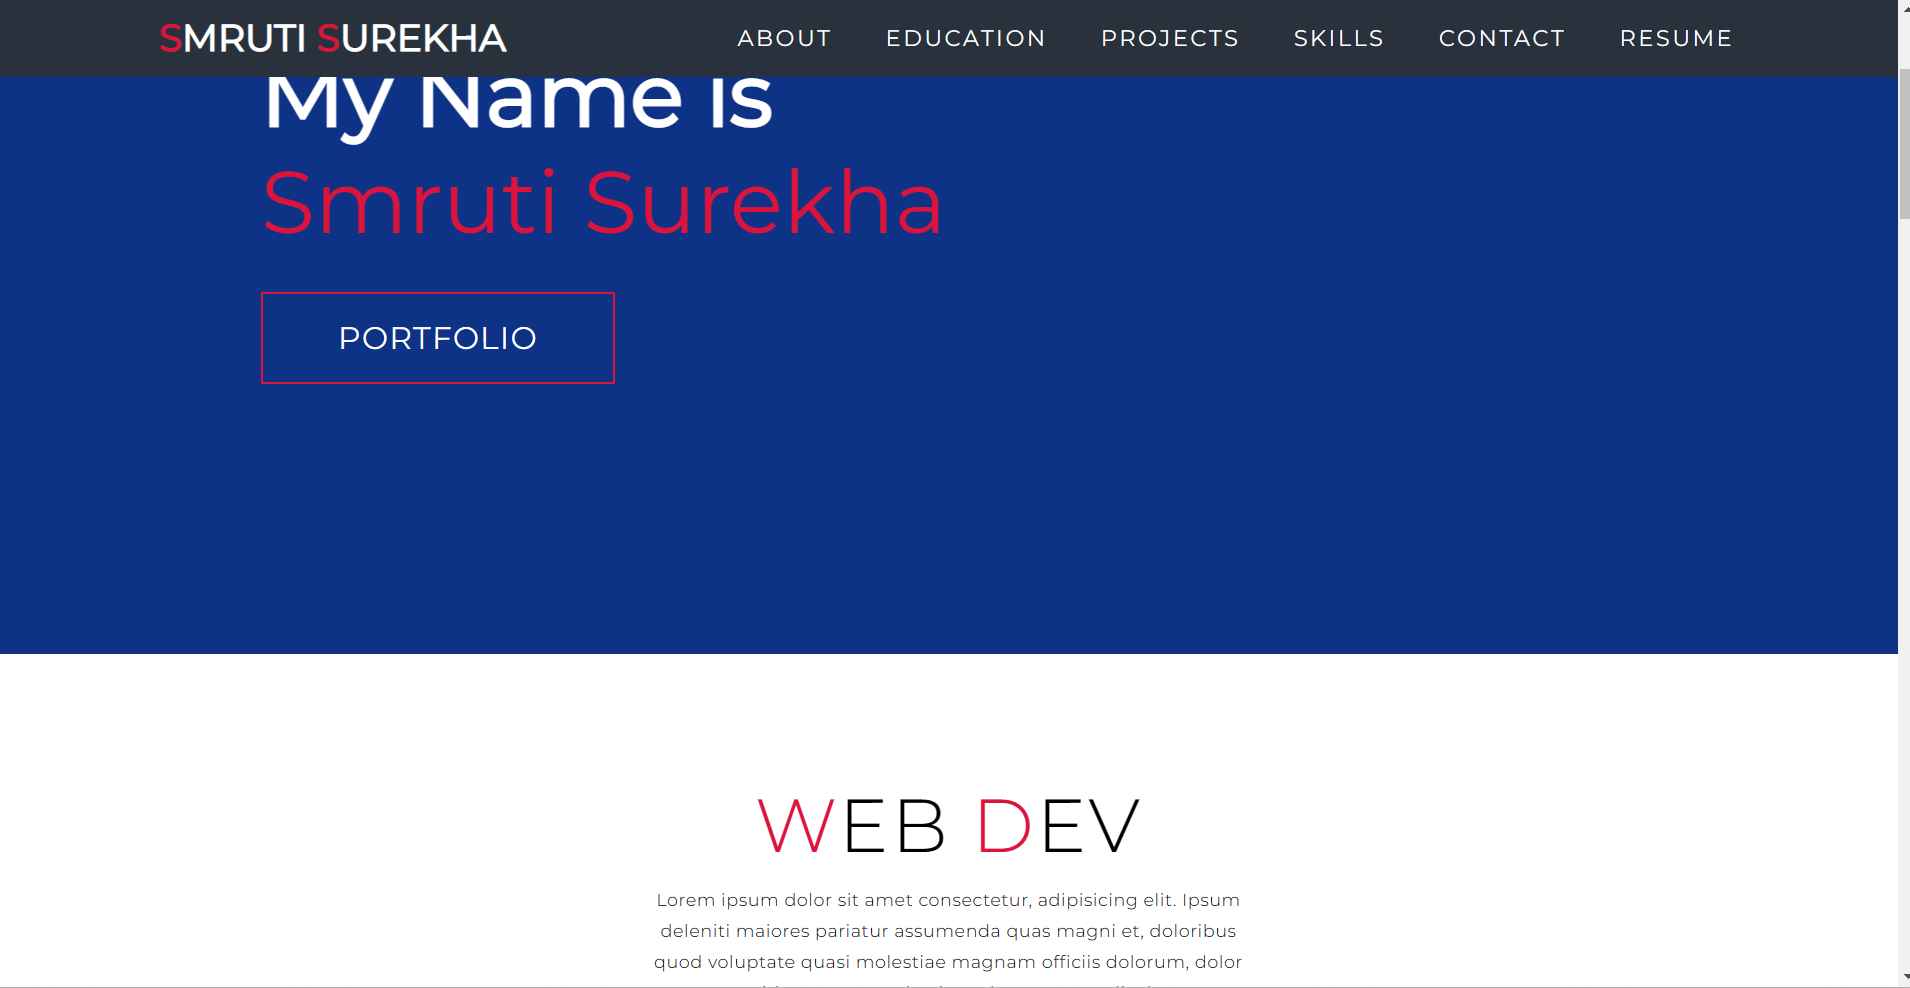 SMRUTI SUREKHA
ABOUT EDUCATION PROJECTS SKILLS CONTACT RESUME
My Name is
Smruti Surekha
PORTFOLIO
WEB DEV
Lorem ipsum dolor sit amet consectetur, adipisicing elit. Ipsum
deleniti maiores pariatur assumenda quas magni et, doloribus
quod voluptate quasi molestiae magnam officiis dolorum, dolor